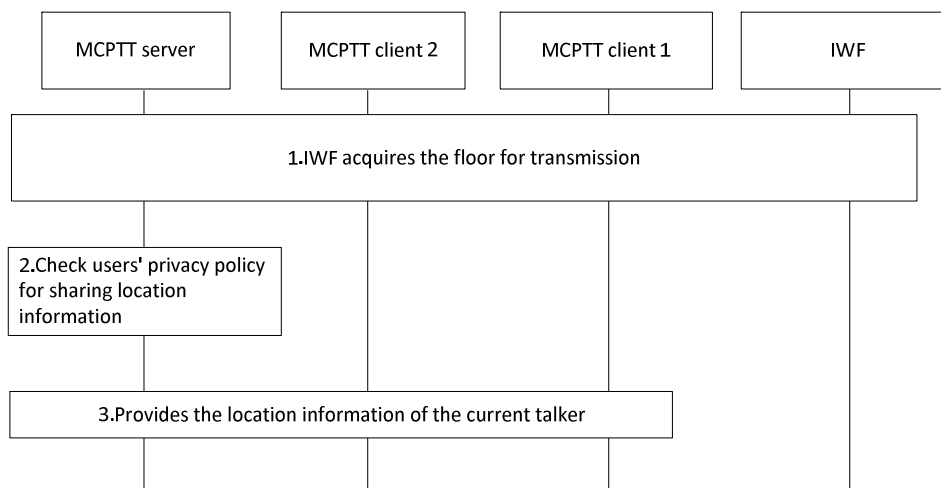 MCPTT server
MCPTT client 2
MCPTT client 1
IWF
1.IWF acquires the floor for transmission
2.Check users' privacy policy
for sharing location
information
3.Provides the location information of the current talker